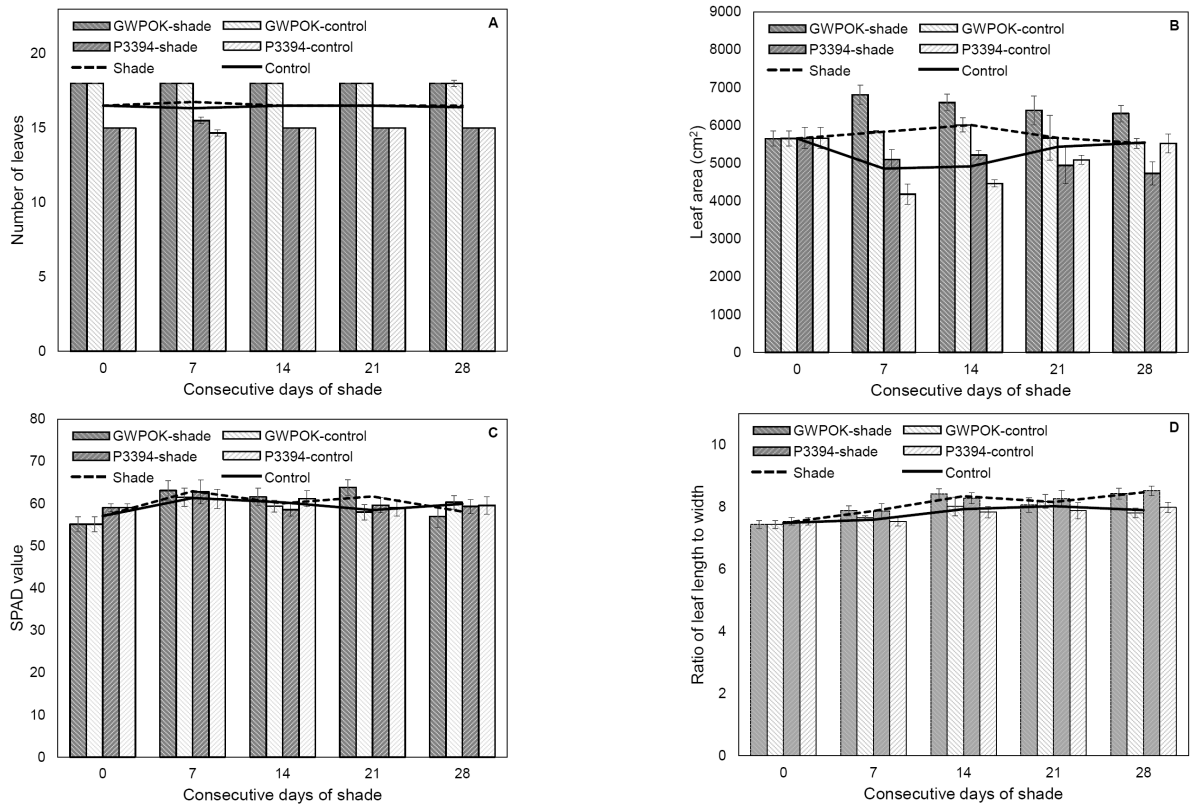 A
GWPOK-shade GWPOK-control
P3394-shade P3394-control
Shade Control
Number of leaves
20
15
10
5
0
0 7 14 21 28
Consecutive days of shade
B
GWPOK-shade GWPOK-control
P3394-shade P3394-control
Shade Control
Leaf area (cm²)
9000
8000
7000
6000
5000
4000
3000
2000
1000
0
0 7 14 21 28
Consecutive days of shade
C
GWPOK-shade GWPOK-control
P3394-shade P3394-control
Shade Control
SPAD value
80
70
60
50
40
30
20
10
0
0 7 14 21 28
Consecutive days of shade
D
GWPOK-shade GWPOK-control
P3394-shade P3394-control
Shade Control
Ratio of leaf length to width
10
8
6
4
2
0
0 7 14 21 28
Consecutive days of shade